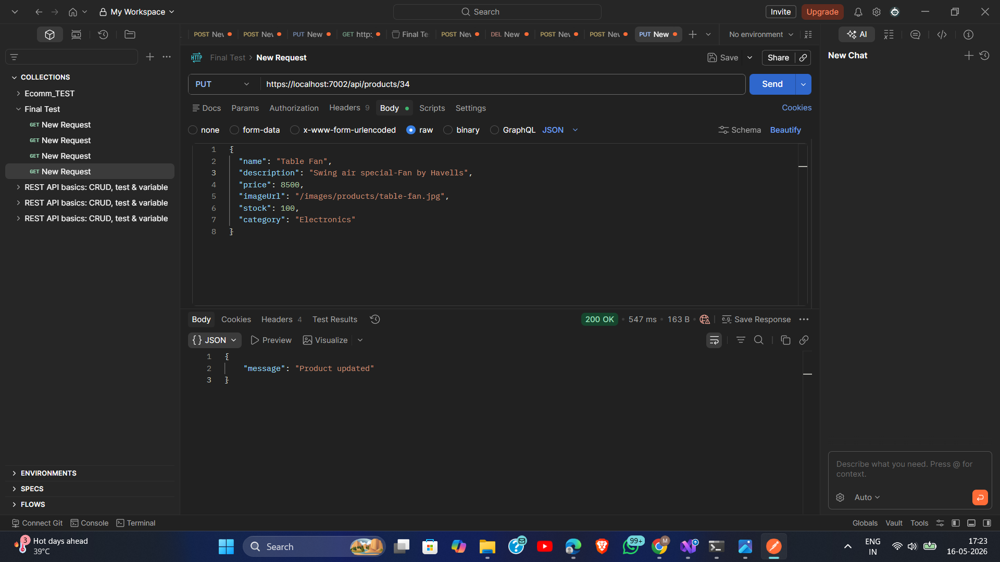 My Workspace
Search
Invite
Upgrade
POST Nev
POST Nev
PUT New
GET http:
Final Te
POST Nev
DEL New
POST Nev
POST Nev
PUT New
No environment
AI
HTTP
Final Test > New Request
Save
Share
New Chat
COLLECTIONS
Ecomm_TEST
Final Test
GET New Request
GET New Request
GET New Request
GET New Request
REST API basics: CRUD, test & variable
REST API basics: CRUD, test & variable
REST API basics: CRUD, test & variable
PUT
https://localhost:7002/api/products/34
Send
Docs
Params
Authorization
Headers 9
Body
Scripts
Settings
Cookies
none
form-data
x-www-form-urlencoded
raw
binary
GraphQL
JSON
Schema
Beautify
1 {
2 "name": "Table Fan",
3 "description": "Swing air special-Fan by Havells",
4 "price": 8500,
5 "imageUrl": "/images/products/table-fan.jpg",
6 "stock": 100,
7 "category": "Electronics"
8 }
Body
Cookies
Headers 4
Test Results
200 OK
547 ms
163 B
e.g. Save Response
{ } JSON
Preview
Visualize
1 {
2 "message": "Product updated"
3 }
Describe what you need. Press @ for
context.
Auto
ENVIRONMENTS
SPECS
FLOWS
Connect Git
Console
Terminal
Globals
Vault
Tools
3
Hot days ahead
39°C
Search
99+
M
ENG
IN
17:23
16-05-2026